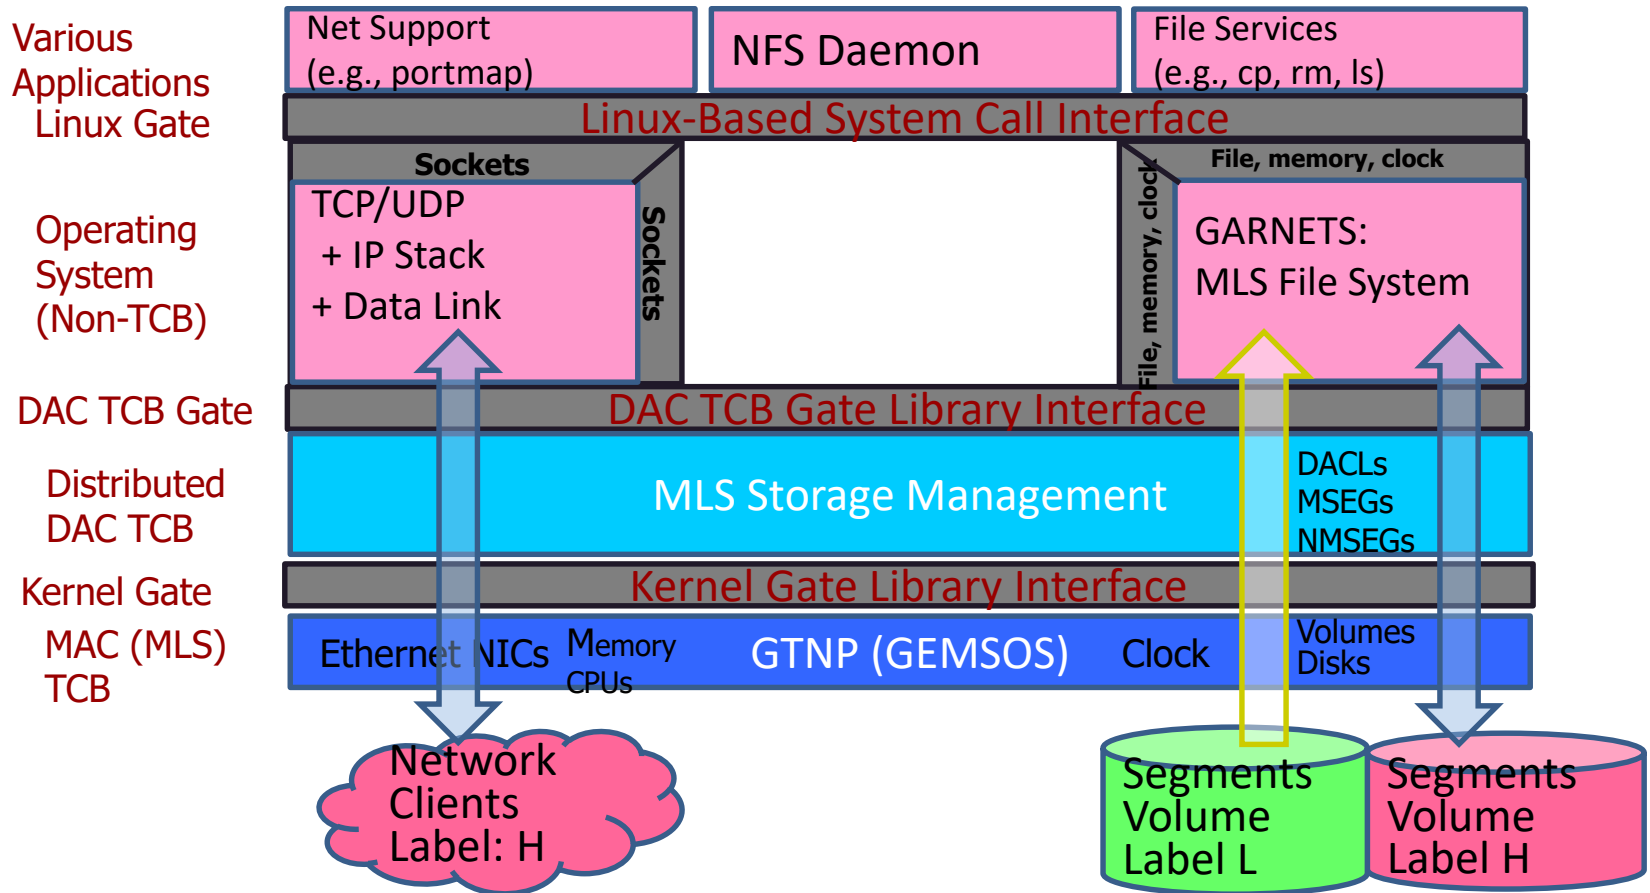 Various
Applications
Net Support
(e.g., portmap)
NFS Daemon
File Services
(e.g., cp, rm, ls)
Linux Gate
Linux-Based System Call Interface
Sockets
File, memory, clock
Operating
System
(Non-TCB)
TCP/UDP
+ IP Stack
+ Data Link
Sockets
File, memory, clock
GARNETS:
MLS File System
DAC TCB Gate
DAC TCB Gate Library Interface
Distributed
DAC TCB
MLS Storage Management
DACLs
MSEGs
NMSEGs
Kernel Gate
Kernel Gate Library Interface
MAC (MLS)
TCB
Ethernet NICs
Memory
CPUs
GTNP (GEMSOS)
Clock
Volumes
Disks
Network
Clients
Label: H
Segments
Volume
Label L
Segments
Volume
Label H